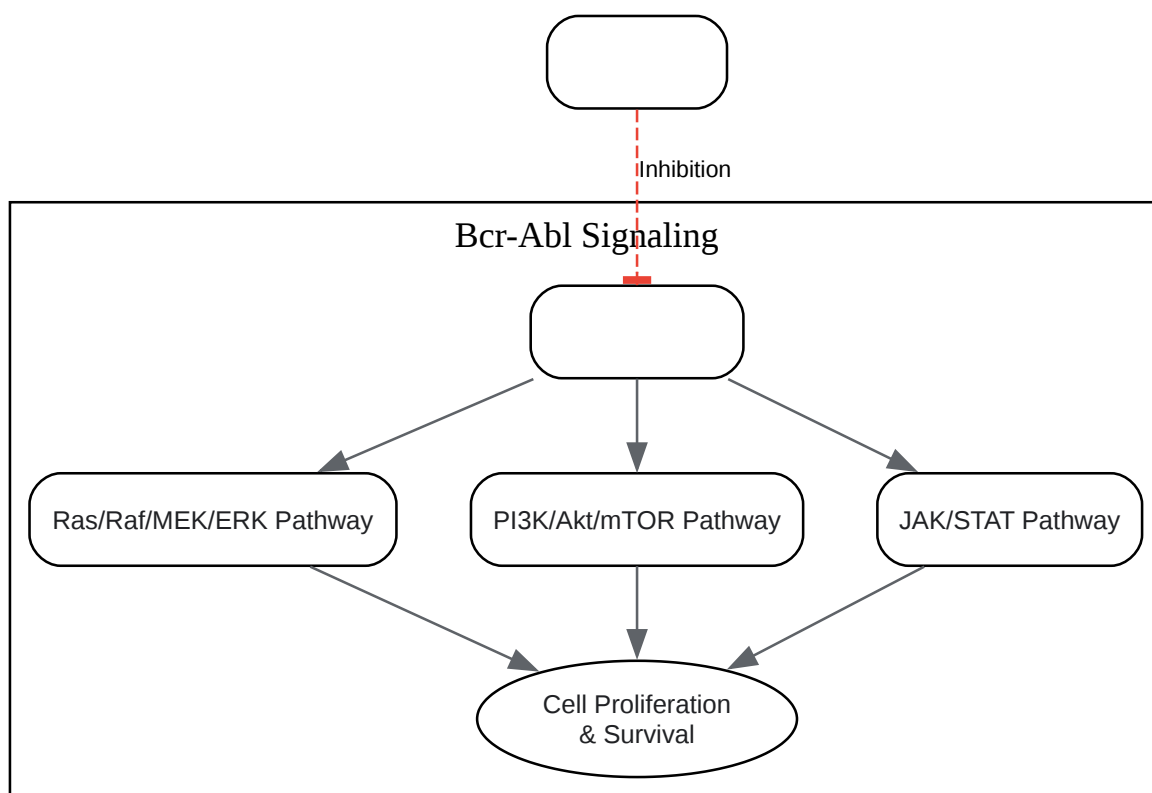 Inhibition
Bcr-Abl Signaling
Ras/Raf/MEK/ERK Pathway
PI3K/Akt/mTOR Pathway
JAK/STAT Pathway
Cell Proliferation
& Survival